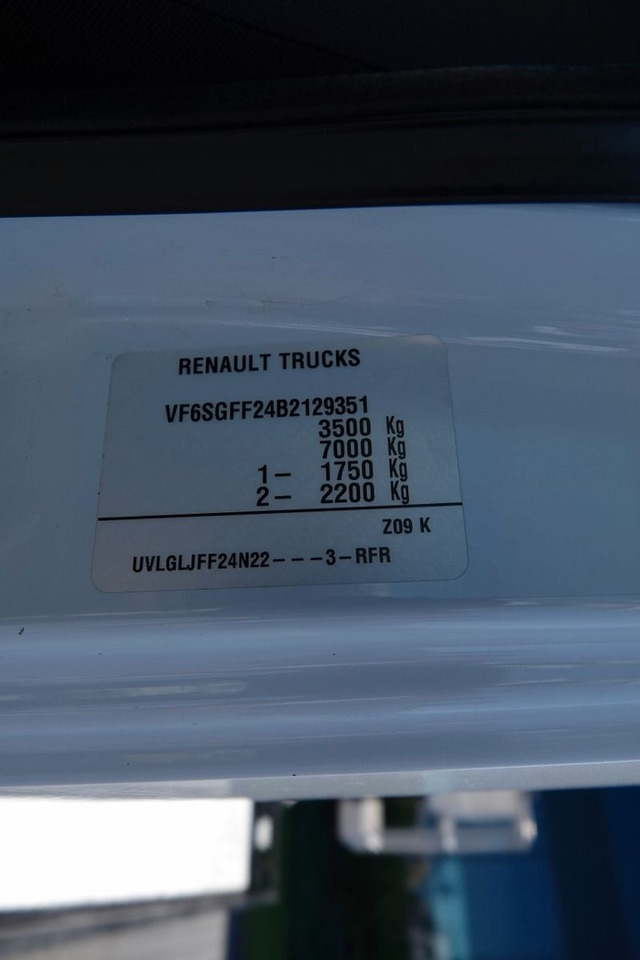 RENAULT TRUCKS
VF6SGFF24B2129351
3500 Kg
7000 Kg
1- 1750 Kg
2- 2200 Kg
Z09 K
UVLGLJFF24N22---3-RFR